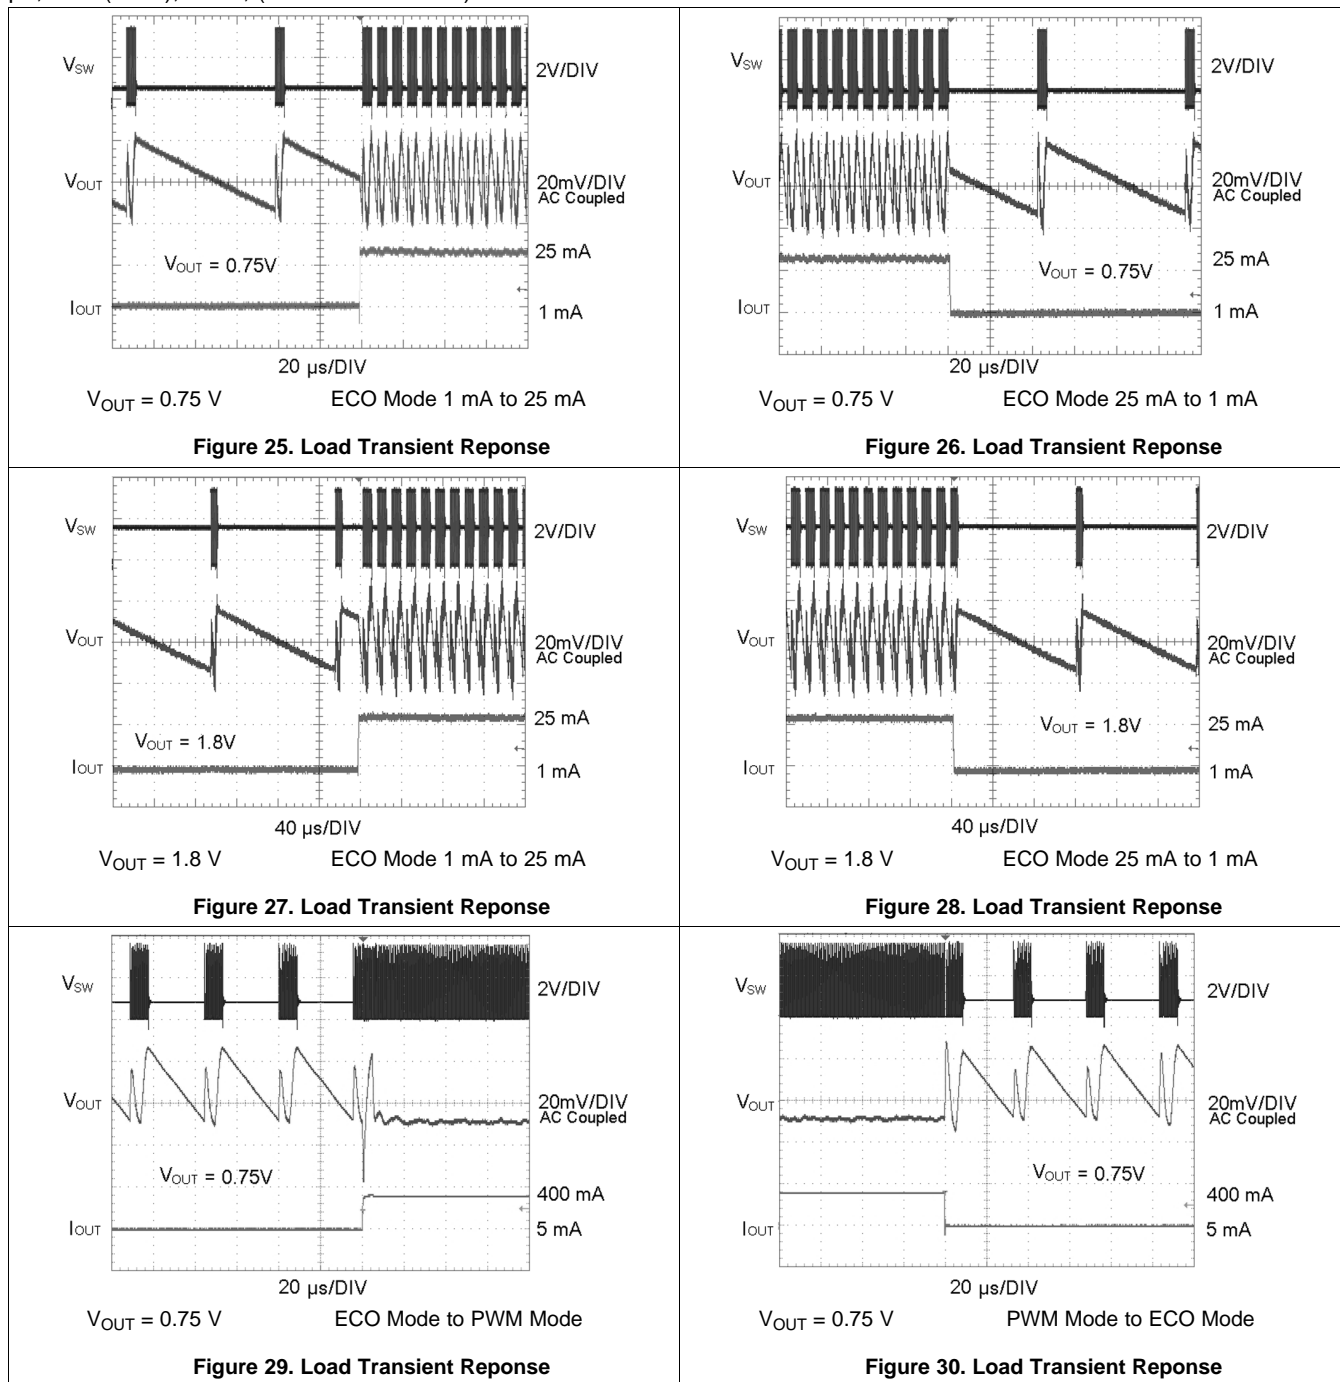 V_SW
2V/DIV
V_OUT
20mV/DIV
AC Coupled
V_OUT = 0.75V
25 mA
I_OUT
1 mA
20 µs/DIV
V_OUT = 0.75 V ECO Mode 1 mA to 25 mA
Figure 25. Load Transient Reponse
V_SW
2V/DIV
V_OUT
20mV/DIV
AC Coupled
25 mA
V_OUT = 0.75V
I_OUT
1 mA
20 µs/DIV
V_OUT = 0.75 V ECO Mode 25 mA to 1 mA
Figure 26. Load Transient Reponse
V_SW
2V/DIV
V_OUT
20mV/DIV
AC Coupled
25 mA
V_OUT = 1.8V
I_OUT
1 mA
40 µs/DIV
V_OUT = 1.8 V ECO Mode 1 mA to 25 mA
Figure 27. Load Transient Reponse
V_SW
2V/DIV
V_OUT
20mV/DIV
AC Coupled
25 mA
V_OUT = 1.8V
I_OUT
1 mA
40 µs/DIV
V_OUT = 1.8 V ECO Mode 25 mA to 1 mA
Figure 28. Load Transient Reponse
V_SW
2V/DIV
V_OUT
20mV/DIV
AC Coupled
V_OUT = 0.75V
400 mA
I_OUT
5 mA
20 µs/DIV
V_OUT = 0.75 V ECO Mode to PWM Mode
Figure 29. Load Transient Reponse
V_SW
2V/DIV
V_OUT
20mV/DIV
AC Coupled
V_OUT = 0.75V
400 mA
I_OUT
5 mA
20 µs/DIV
V_OUT = 0.75 V PWM Mode to ECO Mode
Figure 30. Load Transient Reponse